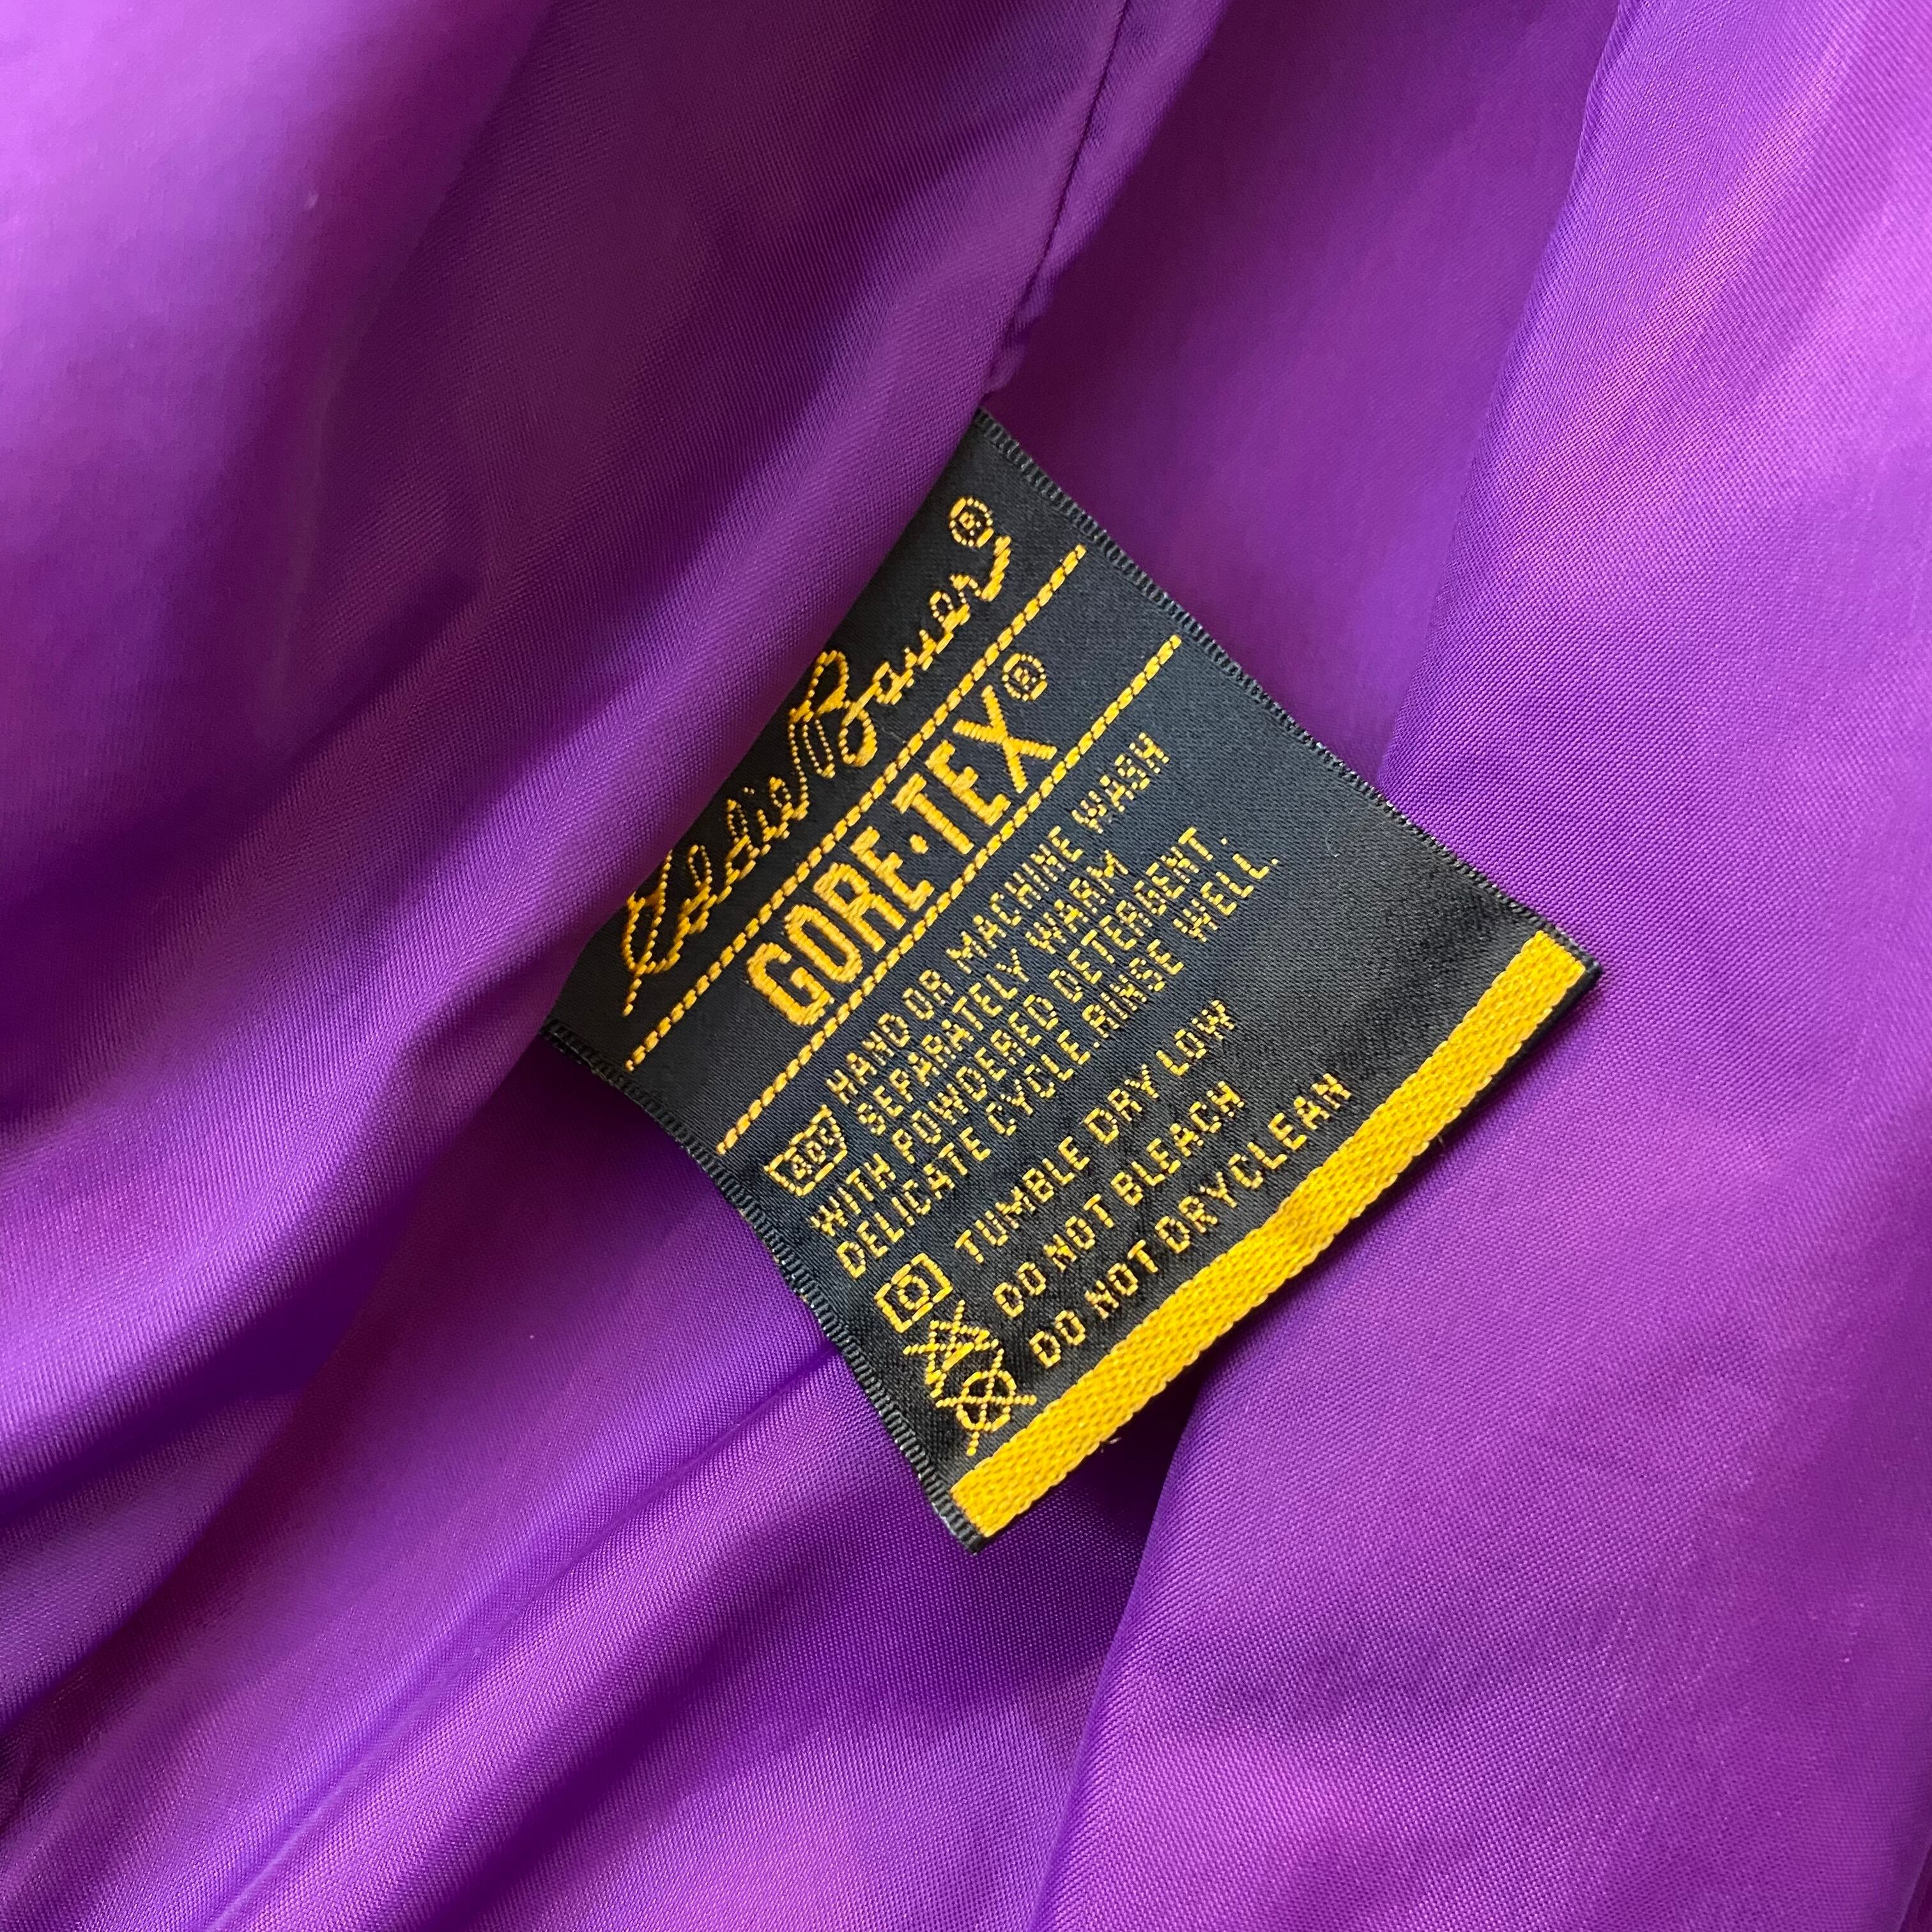 Eddie Bauer®
GORE-TEX®
HAND OR MACHINE WASH
SEPARATELY WARM
WITH POWDERED DETERGENT.
DELICATE CYCLE.RINSE WELL.
TUMBLE DRY LOW
DO NOT BLEACH
DO NOT DRYCLEAN